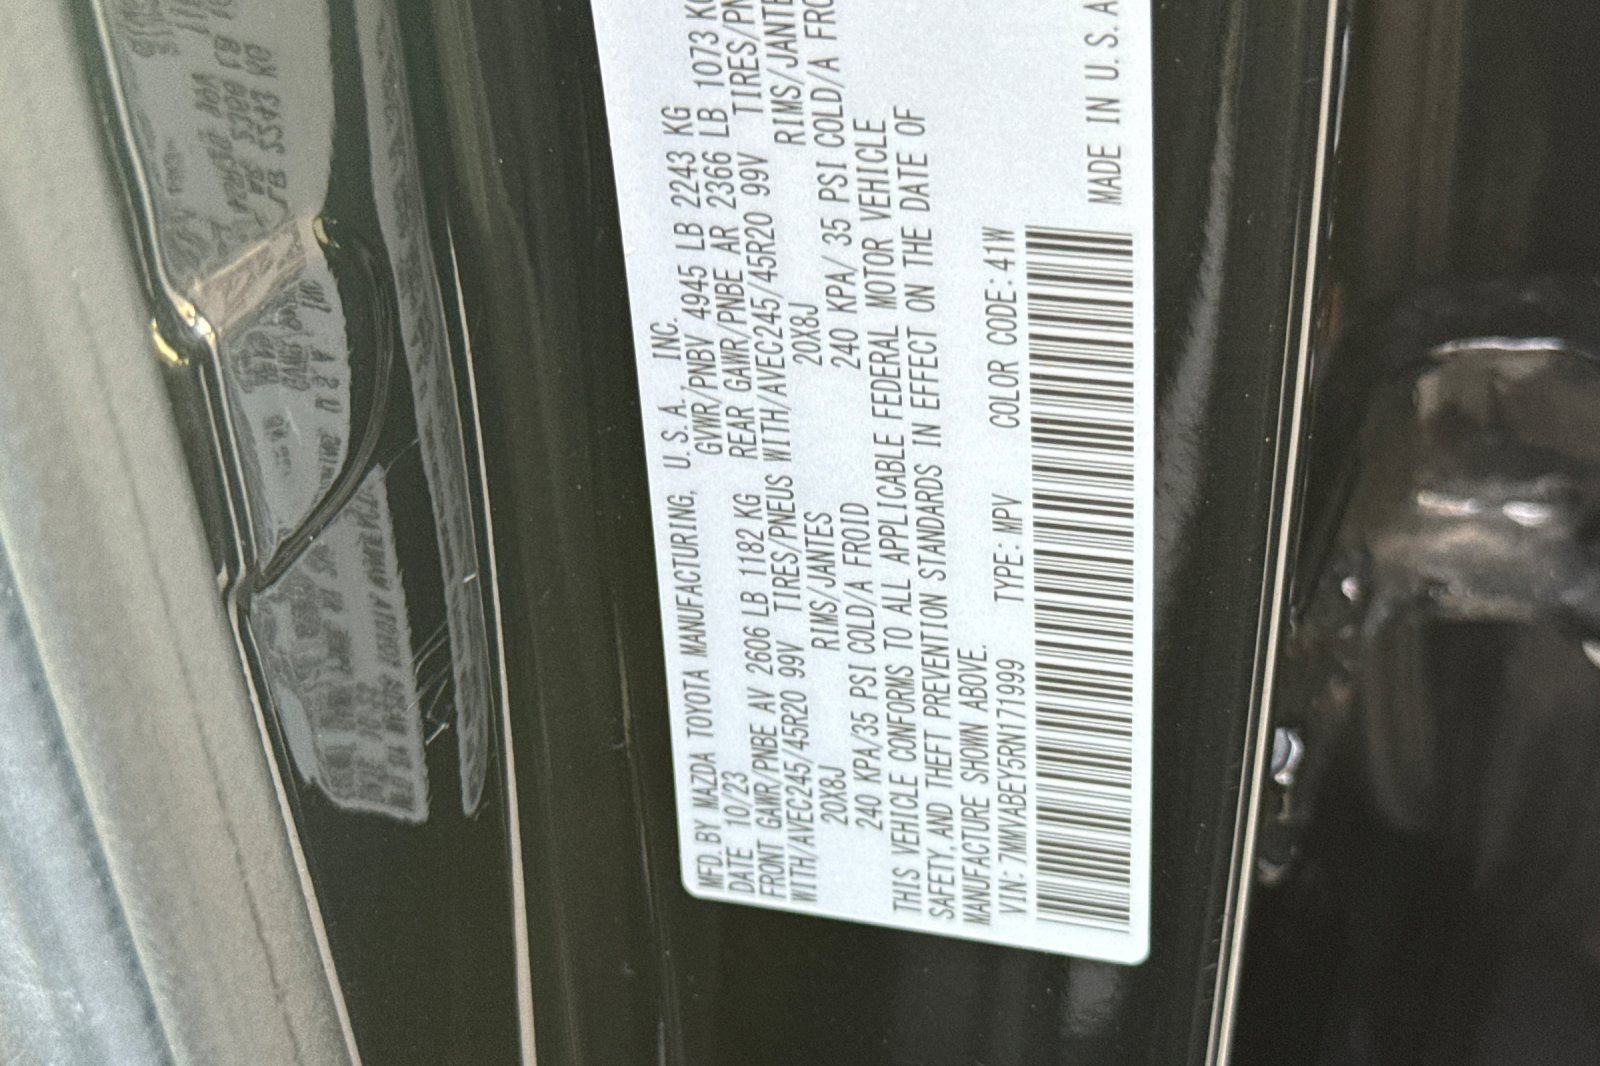 MFD. BY MAZDA TOYOTA MANUFACTURING, U.S.A., INC.
DATE 10/23 GVWR/PNBV 4945 LB 2243 KG
FRONT GAWR/PNBE AV 2606 LB 1182 KG REAR GAWR/PNBE AR 2366 LB 1073 KG
WITH/AVEC245/45R20 99V TIRES/PNEUS WITH/AVEC245/45R20 99V TIRES/PN
20X8J RIMS/JANTES 20X8J RIMS/JANTE
240 KPA/35 PSI COLD/A FROID 240 KPA/ 35 PSI COLD/A FRO
THIS VEHICLE CONFORMS TO ALL APPLICABLE FEDERAL MOTOR VEHICLE
SAFETY,AND THEFT PREVENTION STANDARDS IN EFFECT ON THE DATE OF
MANUFACTURE SHOWN ABOVE.
VIN: 7MMVABEY5RN171999 TYPE: MPV COLOR CODE: 41W
MADE IN U.S.A